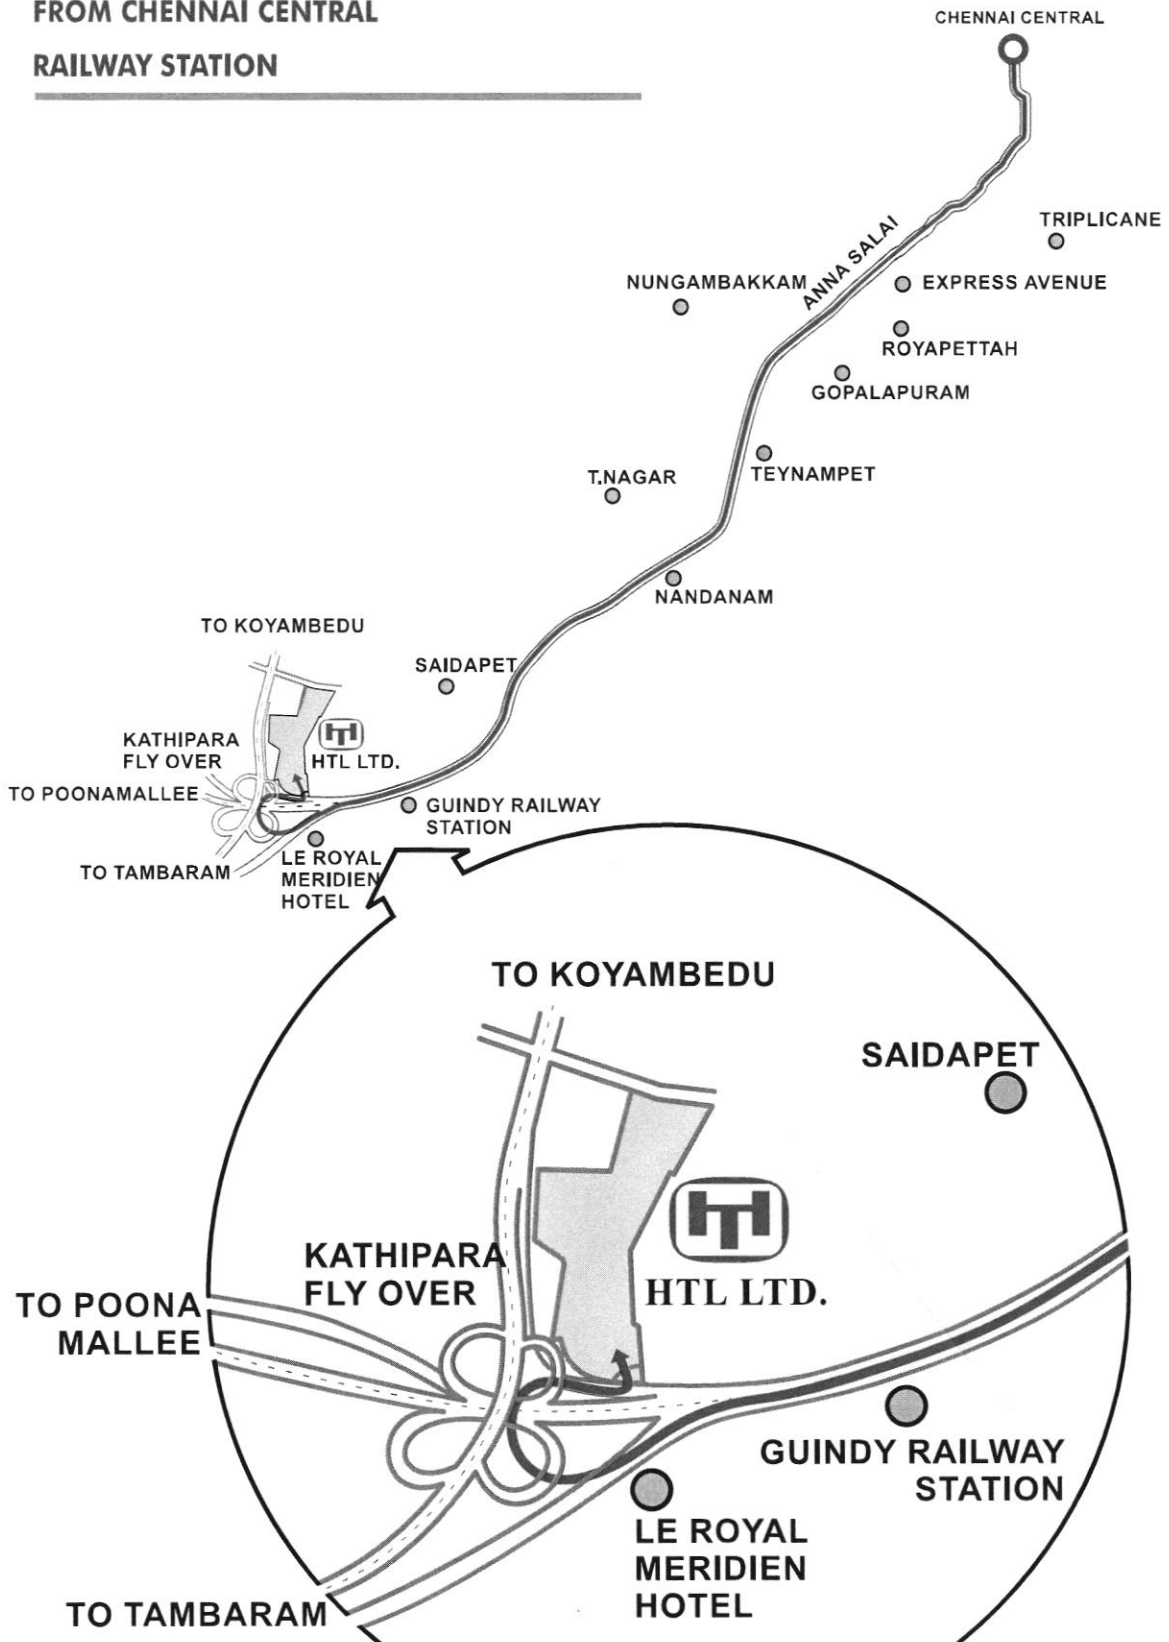 FROM CHENNAI CENTRAL
RAILWAY STATION
CHENNAI CENTRAL
TRIPLICANE
ANNA SALAI
NUNGAMBAKKAM
EXPRESS AVENUE
ROYAPETTAH
GOPALAPURAM
T.NAGAR
TEYNAMPET
NANDANAM
TO KOYAMBEDU
SAIDAPET
KATHIPARA
FLY OVER
HTL LTD.
TO POONAMALLEE
GUINDY RAILWAY
STATION
TO TAMBARAM
LE ROYAL
MERIDIEN
HOTEL
TO KOYAMBEDU
SAIDAPET
KATHIPARA
FLY OVER
HTL LTD.
TO POONA
MALLEE
GUINDY RAILWAY
STATION
LE ROYAL
MERIDIEN
HOTEL
TO TAMBARAM